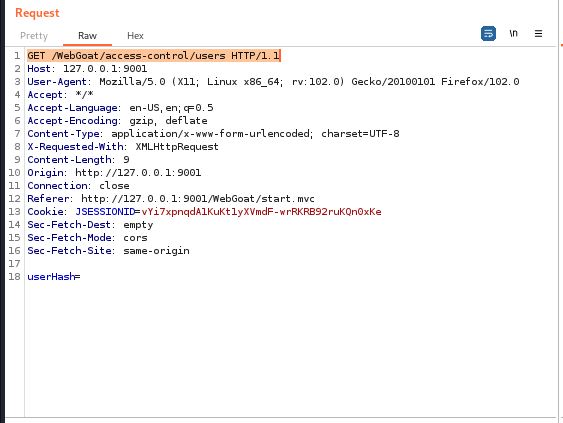 Request
Pretty Raw Hex \n ≡
1 GET /WebGoat/access-control/users HTTP/1.1
2 Host: 127.0.0.1:9001
3 User-Agent: Mozilla/5.0 (X11; Linux x86_64; rv:102.0) Gecko/20100101 Firefox/102.0
4 Accept: */*
5 Accept-Language: en-US,en;q=0.5
6 Accept-Encoding: gzip, deflate
7 Content-Type: application/x-www-form-urlencoded; charset=UTF-8
8 X-Requested-With: XMLHttpRequest
9 Content-Length: 9
10 Origin: http://127.0.0.1:9001
11 Connection: close
12 Referer: http://127.0.0.1:9001/WebGoat/start.mvc
13 Cookie: JSESSIONID=vYi7xpnqdA1KuKt1yXVmdF-wrRKRB92ruKQn0xKe
14 Sec-Fetch-Dest: empty
15 Sec-Fetch-Mode: cors
16 Sec-Fetch-Site: same-origin
17
18 userHash=